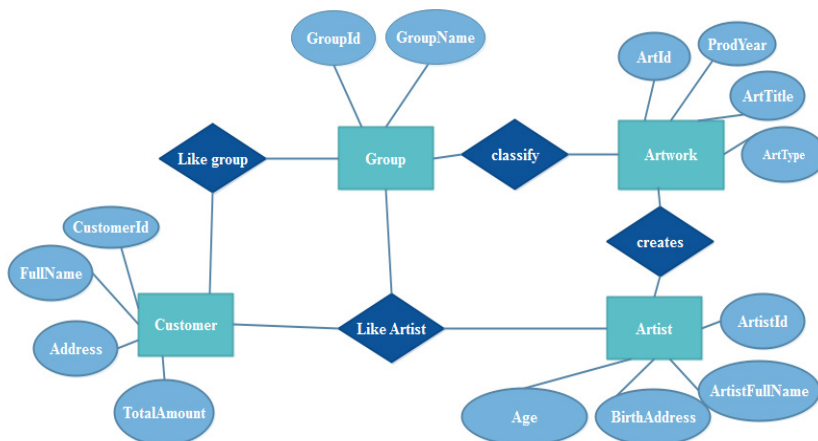 GroupId
GroupName
ProdYear
ArtId
ArtTitle
ArtType
Like group
Group
classify
Artwork
CustomerId
FullName
creates
Customer
Like Artist
Artist
ArtistId
Address
ArtistFullName
TotalAmount
Age
BirthAddress